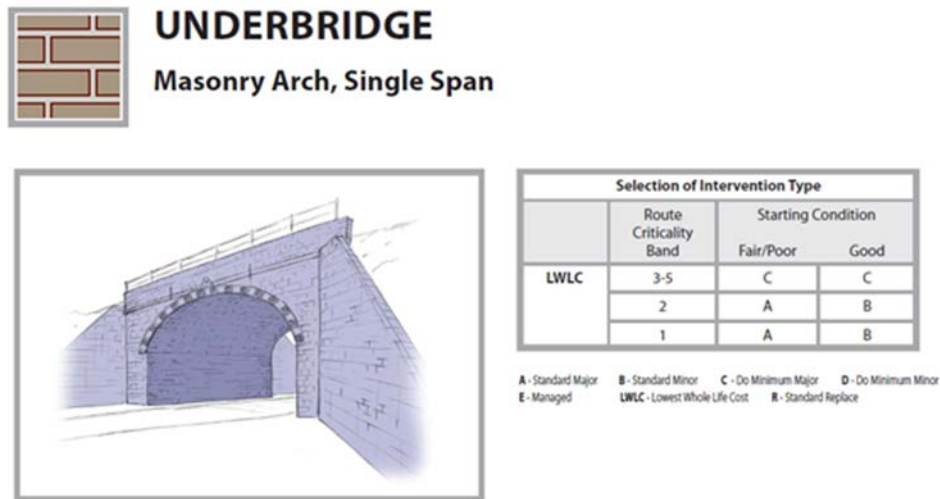 UNDERBRIDGE
Masonry Arch, Single Span
Selection of Intervention Type
Route Criticality Band
Starting Condition
Fair/Poor Good
LWLC 3-5 C C
2 A B
1 A B
A - Standard Major B - Standard Minor C - Do Minimum Major D - Do Minimum Minor
E - Managed LWLC - Lowest Whole Life Cost R - Standard Replace